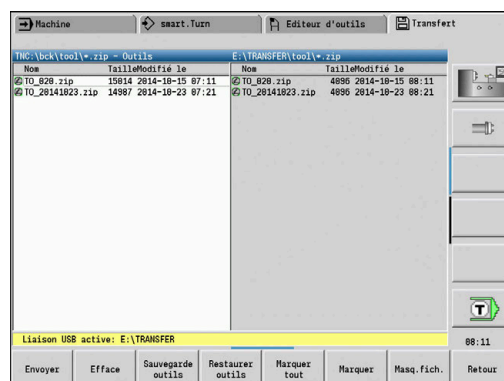 Machine
smart.Turn
Editeur d'outils
Transfert
TNC:\bck\tool\*.zip - Outils
E:\TRANSFER\tool\*.zip
Nom TailleModifié le
Nom TailleModifié le
TO_020.zip 15014 2014-10-15 07:11
TO_020.zip 4096 2014-10-15 08:11
TO_20141023.zip 14987 2014-10-23 07:21
TO_20141023.zip 4096 2014-10-23 08:21
T
Liaison USB active: E:\TRANSFER
08:11
Envoyer
Efface
Sauvegarde outils
Restaurer outils
Marquer tout
Marquer
Masq.fich.
Retour